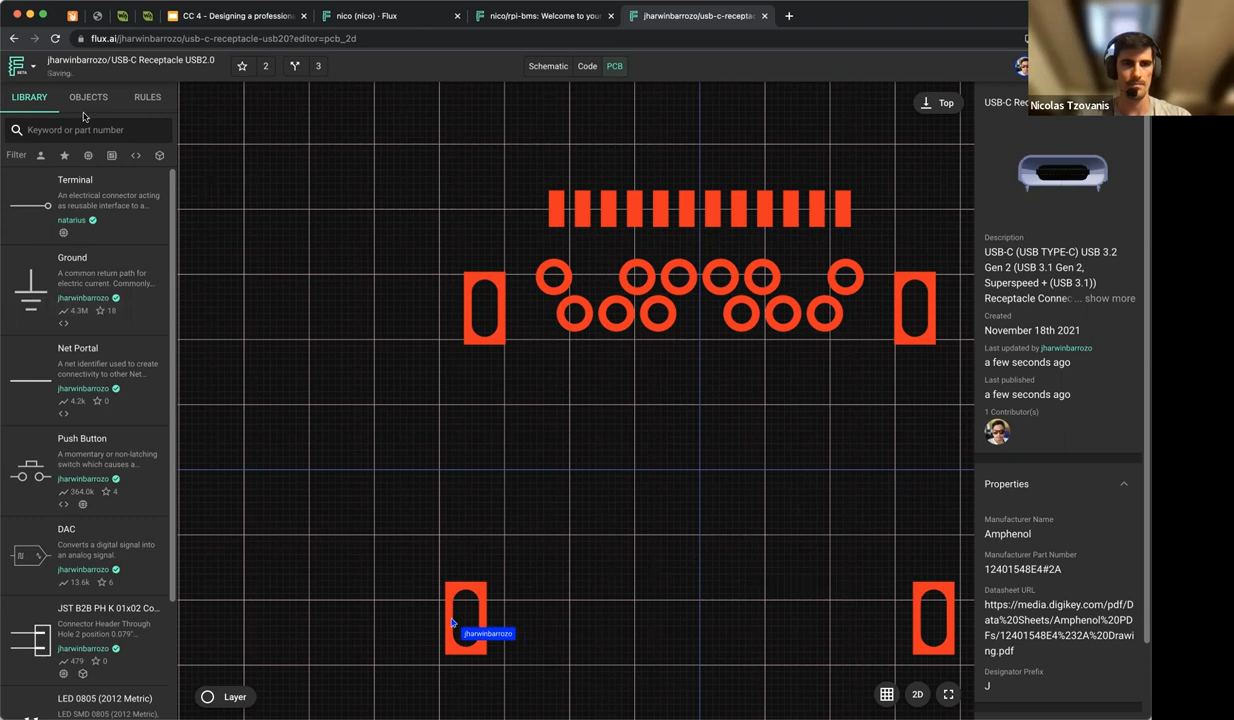 CC 4 - Designing a professiona
nico (nico) · Flux
nico/rpi-bms: Welcome to your
jharwinbarrozo/usb-c-recepta
flux.ai/jharwinbarrozo/usb-c-receptacle-usb20?editor=pcb_2d
jharwinbarrozo/USB-C Receptacle USB2.0
BETA
Saving..
2
3
Schematic
Code
PCB
LIBRARY
OBJECTS
RULES
Keyword or part number
Filter
Terminal
An electrical connector acting
as reusable interface to a...
natarius
Ground
A common return path for
electric current. Commonly...
jharwinbarrozo
4.3M
18
Net Portal
A net identifier used to create
connectivity to other Net...
jharwinbarrozo
4.2k
0
Push Button
A momentary or non-latching
switch which causes a...
jharwinbarrozo
364.0k
4
DAC
Converts a digital signal into
an analog signal.
jharwinbarrozo
13.6k
6
JST B2B PH K 01x02 Co...
Connector Header Through
Hole 2 position 0.079"...
jharwinbarrozo
479
0
LED 0805 (2012 Metric)
LED SMD 0805 (2012 Metric),
Top
jharwinbarrozo
Layer
2D
Nicolas Tzovanis
USB-C Rec
Description
USB-C (USB TYPE-C) USB 3.2
Gen 2 (USB 3.1 Gen 2,
Superspeed + (USB 3.1))
Receptacle Connec ... show more
Created
November 18th 2021
Last updated by jharwinbarrozo
a few seconds ago
Last published
a few seconds ago
1 Contributor(s)
Properties
Manufacturer Name
Amphenol
Manufacturer Part Number
12401548E4#2A
Datasheet URL
https://media.digikey.com/pdf/D
ata%20Sheets/Amphenol%20PD
Fs/12401548E4%232A%20Drawi
ng.pdf
Designator Prefix
J